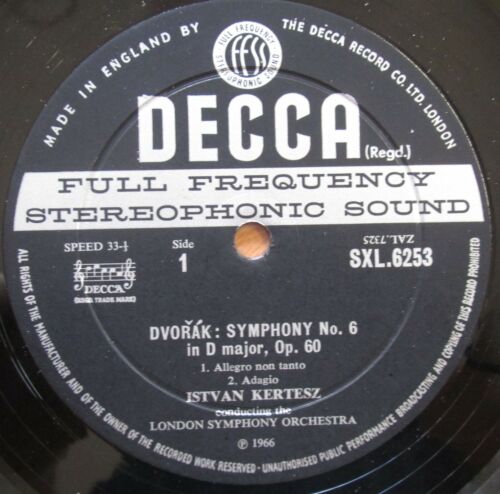 MADE IN ENGLAND BY
FULL FREQUENCY
FFSS
STEREOPHONIC SOUND
THE DECCA RECORD CO. LTD. LONDON
DECCA (Regd.)
FULL FREQUENCY
STEREOPHONIC SOUND
SPEED 33-⅓
Side
1
ZAL.7325
SXL.6253
DECCA
(REGD. TRADE MARK)
DVOŘÁK: SYMPHONY No. 6
in D major, Op. 60
1. Allegro non tanto
2. Adagio
ISTVAN KERTESZ
conducting the
LONDON SYMPHONY ORCHESTRA
℗ 1966
ALL RIGHTS OF THE MANUFACTURER AND OF THE OWNER OF THE RECORDED WORK RESERVED · UNAUTHORISED PUBLIC PERFORMANCE BROADCASTING AND COPYING OF THIS RECORD PROHIBITED